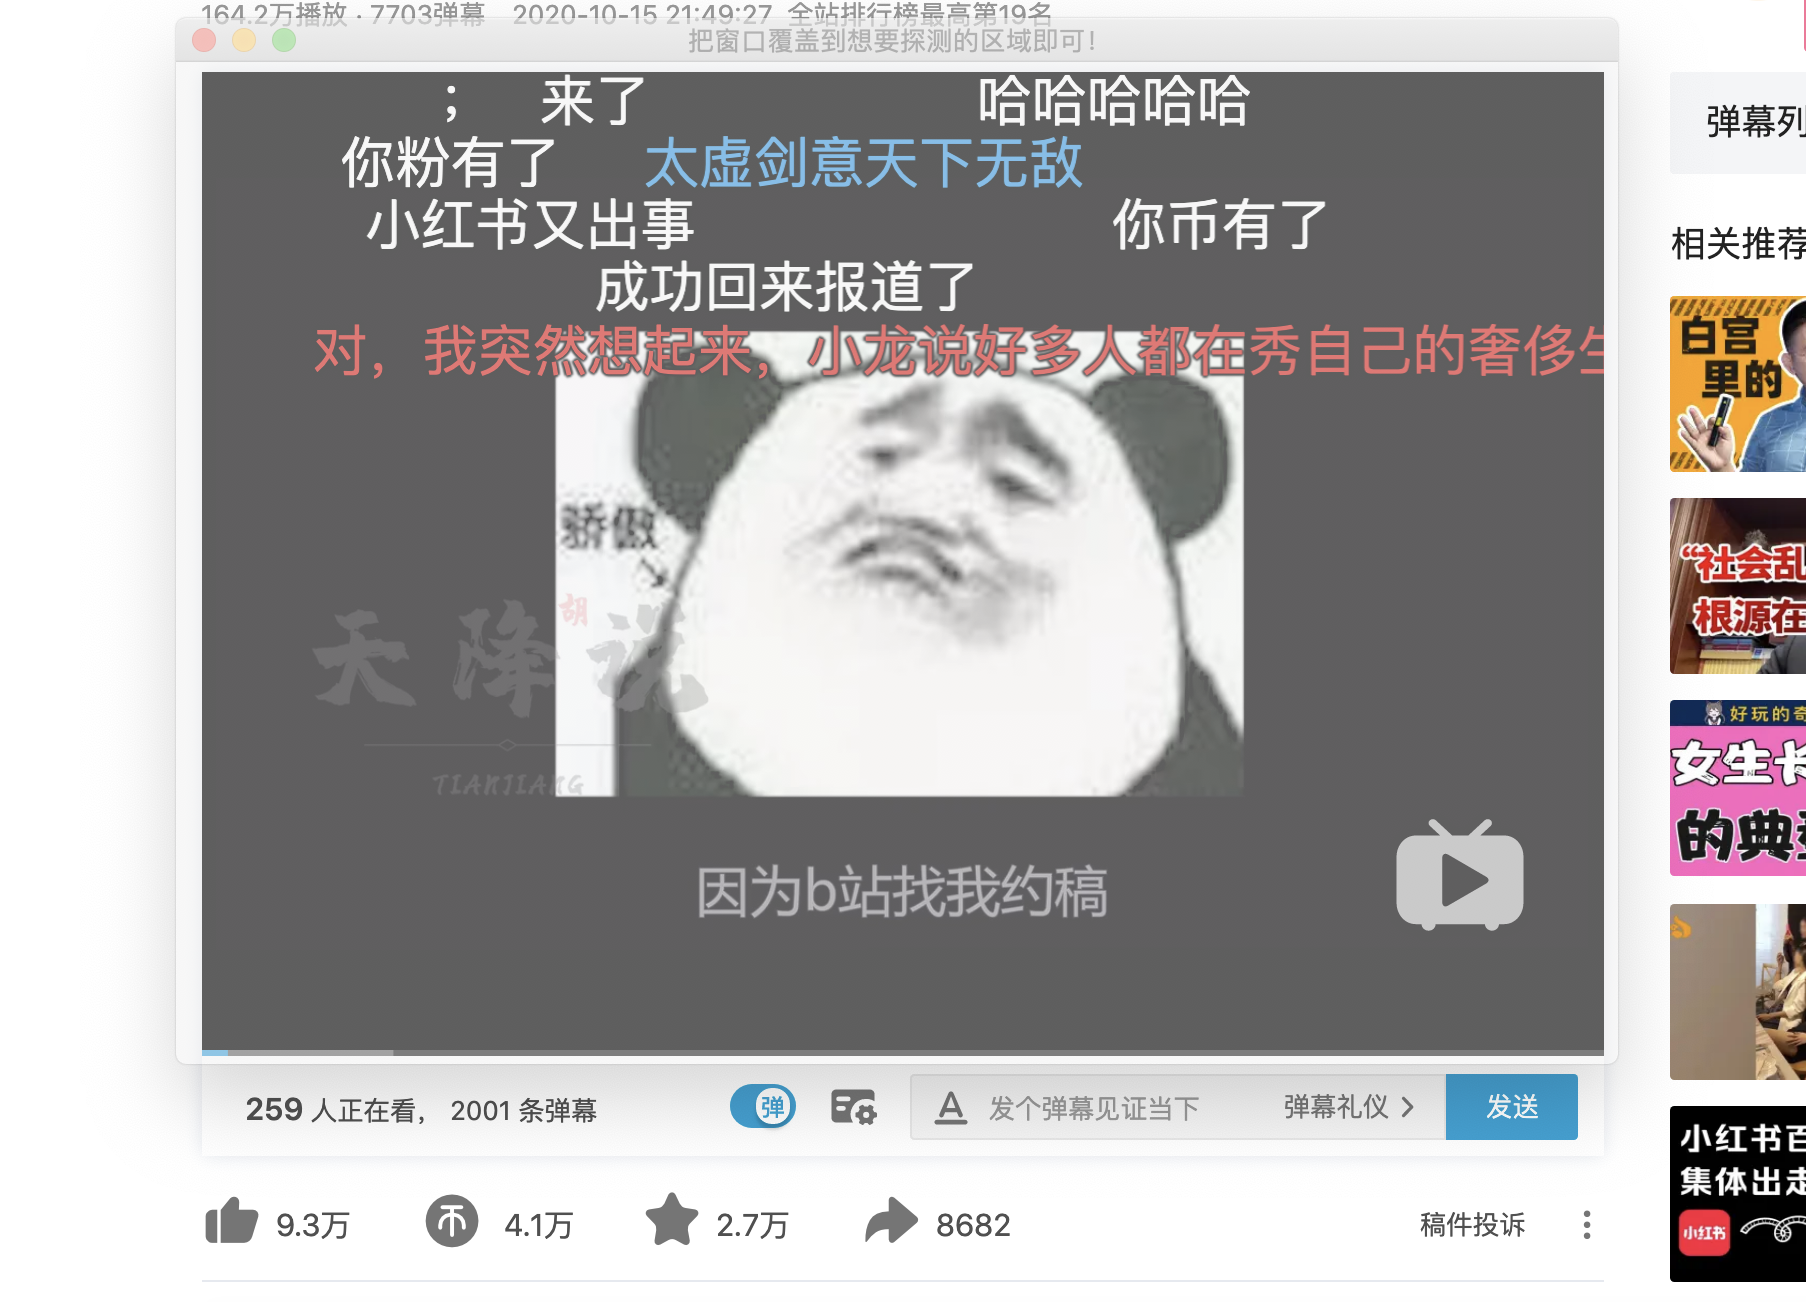 164.2万播放 · 7703弹幕 2020-10-15 21:49:27 全站排行榜最高第19名
把窗口覆盖到想要探测的区域即可！
； 来了 哈哈哈哈哈
你粉有了 太虚剑意天下无敌
小红书又出事 你币有了
成功回来报道了
对，我突然想起来，小龙说好多人都在秀自己的奢侈生
骄傲
胡
天降说
TIANJIANG
因为b站找我约稿
259 人正在看， 2001 条弹幕
弹
发个弹幕见证当下
弹幕礼仪
发送
9.3万
4.1万
2.7万
8682
稿件投诉
弹幕列
相关推荐
白宫
里的
“社会乱
根源在
好玩的奇
女生长
的典型
小红书百
集体出走
小红书